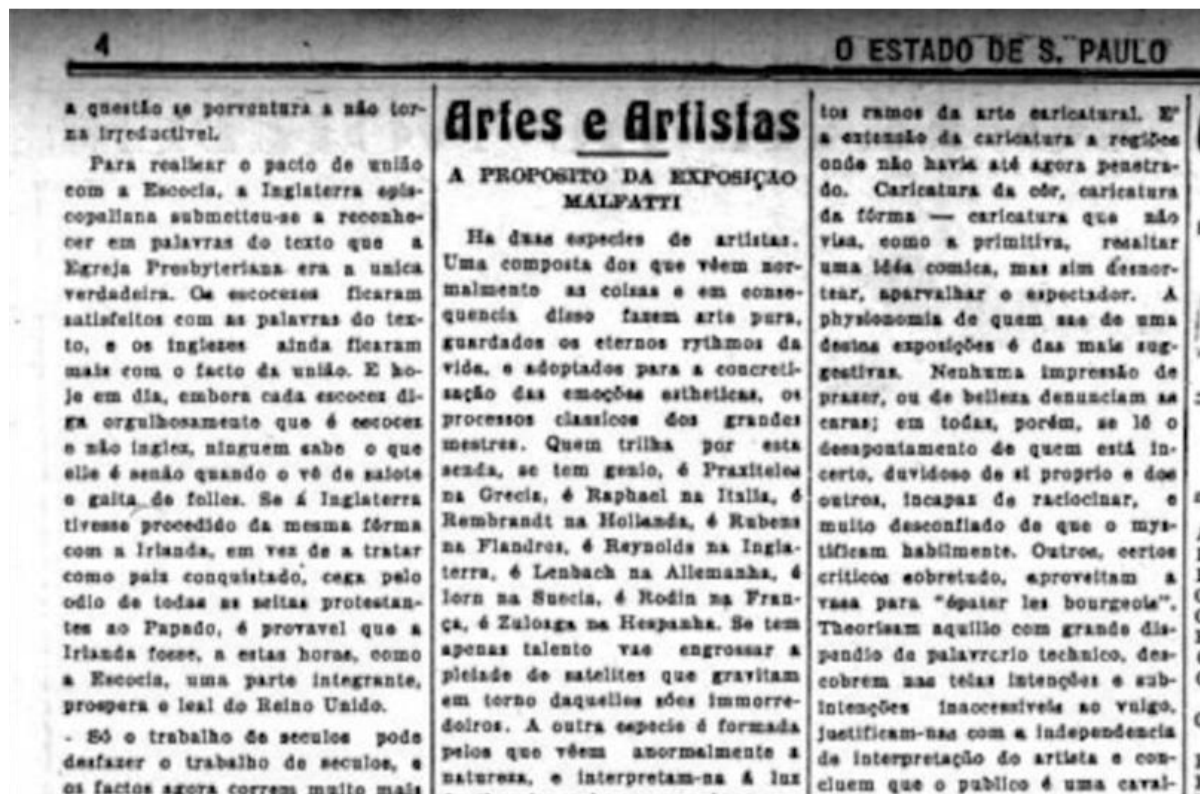 4
O ESTADO DE S. PAULO
a questão se porventura a não tor-
na irreductivel.
Para realisar o pacto de união
com a Escocia, a Inglaterra epis-
copaliana submetteu-se a reconhe-
cer em palavras do texto que a
Egreja Presbyteriana era a unica
verdadeira. Os escocezes ficaram
satisfeitos com as palavras do tex-
to, e os inglezes ainda ficaram
mais com o facto da união. E ho-
je em dia, embora cada escocez di-
ga orgulhosamente que é escocez
e não inglez, ninguem sabe o que
elle é senão quando o vê de saiote
e gaita de folles. Se á Inglaterra
tivesse procedido da mesma fórma
com a Irlanda, em vez de a tratar
como paiz conquistado, cega pelo
odio de todas as seitas protestan-
tes ao Papado, é provavel que a
Irlanda fosse, a estas horas, como
a Escocia, uma parte integrante,
prospera e leal do Reino Unido.
- Só o trabalho de seculos pode
desfazer o trabalho de seculos, e
os factos agora correm muito mais
Artes e Artistas
A PROPOSITO DA EXPOSIÇÃO
MALFATTI
Ha duas especies de artistas.
Uma composta dos que vêem nor-
malmente as coisas e em conse-
quencia disso fazem arte pura,
guardados os eternos rythmos da
vida, e adoptados para a concreti-
sação das emoções estheticas, os
processos classicos dos grandes
mestres. Quem trilha por esta
senda, se tem genio, é Praxiteles
na Grecia, é Raphael na Italia, é
Rembrandt na Hollanda, é Rubens
na Flandres, é Reynolds na Ingla-
terra, é Lenbach na Allemanha, é
Iorn na Suecia, é Rodin na Fran-
ça, é Zuloaga na Hespanha. Se tem
apenas talento vae engrossar a
pleiade de satelites que gravitam
em torno daquelles sóes immorre-
doiros. A outra especie é formada
pelos que vêem anormalmente a
natureza, e interpretam-na á luz
tos ramos da arte caricatural. E'
a extensão da caricatura a regiões
onde não havia até agora penetra-
do. Caricatura da côr, caricatura
da fórma — caricatura que não
visa, como a primitiva, resaltar
uma idéa comica, mas sim desnor-
tear, aparvalhar o espectador. A
physionomia de quem sae de uma
destas exposições é das mais sug-
gestivas. Nenhuma impressão de
prazer, ou de belleza denunciam as
caras; em todas, porém, se lê o
desapontamento de quem está in-
certo, duvidoso de si proprio e dos
outros, incapaz de raciocinar, e
muito desconfiado de que o mys-
tificam habilmente. Outros, certos
criticos sobretudo, aproveitam a
vasa para "épater les bourgeois".
Theorisam aquillo com grande dis-
pendio de palavrorio technico, des-
cobrem nas telas intenções e sub-
intenções inaccessiveis ao vulgo,
justificam-nas com a independencia
de interpretação do artista e con-
cluem que o publico é uma caval-